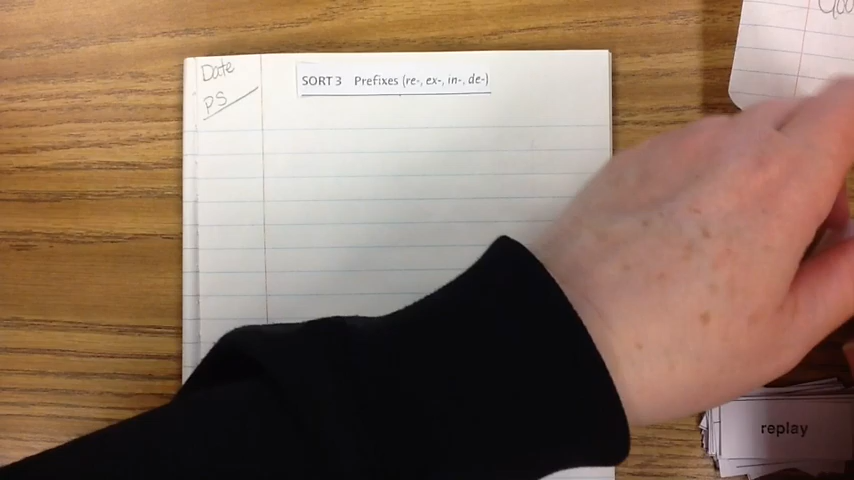 Date
PS
SORT 3 Prefixes (re-, ex-, in-, de-)
replay